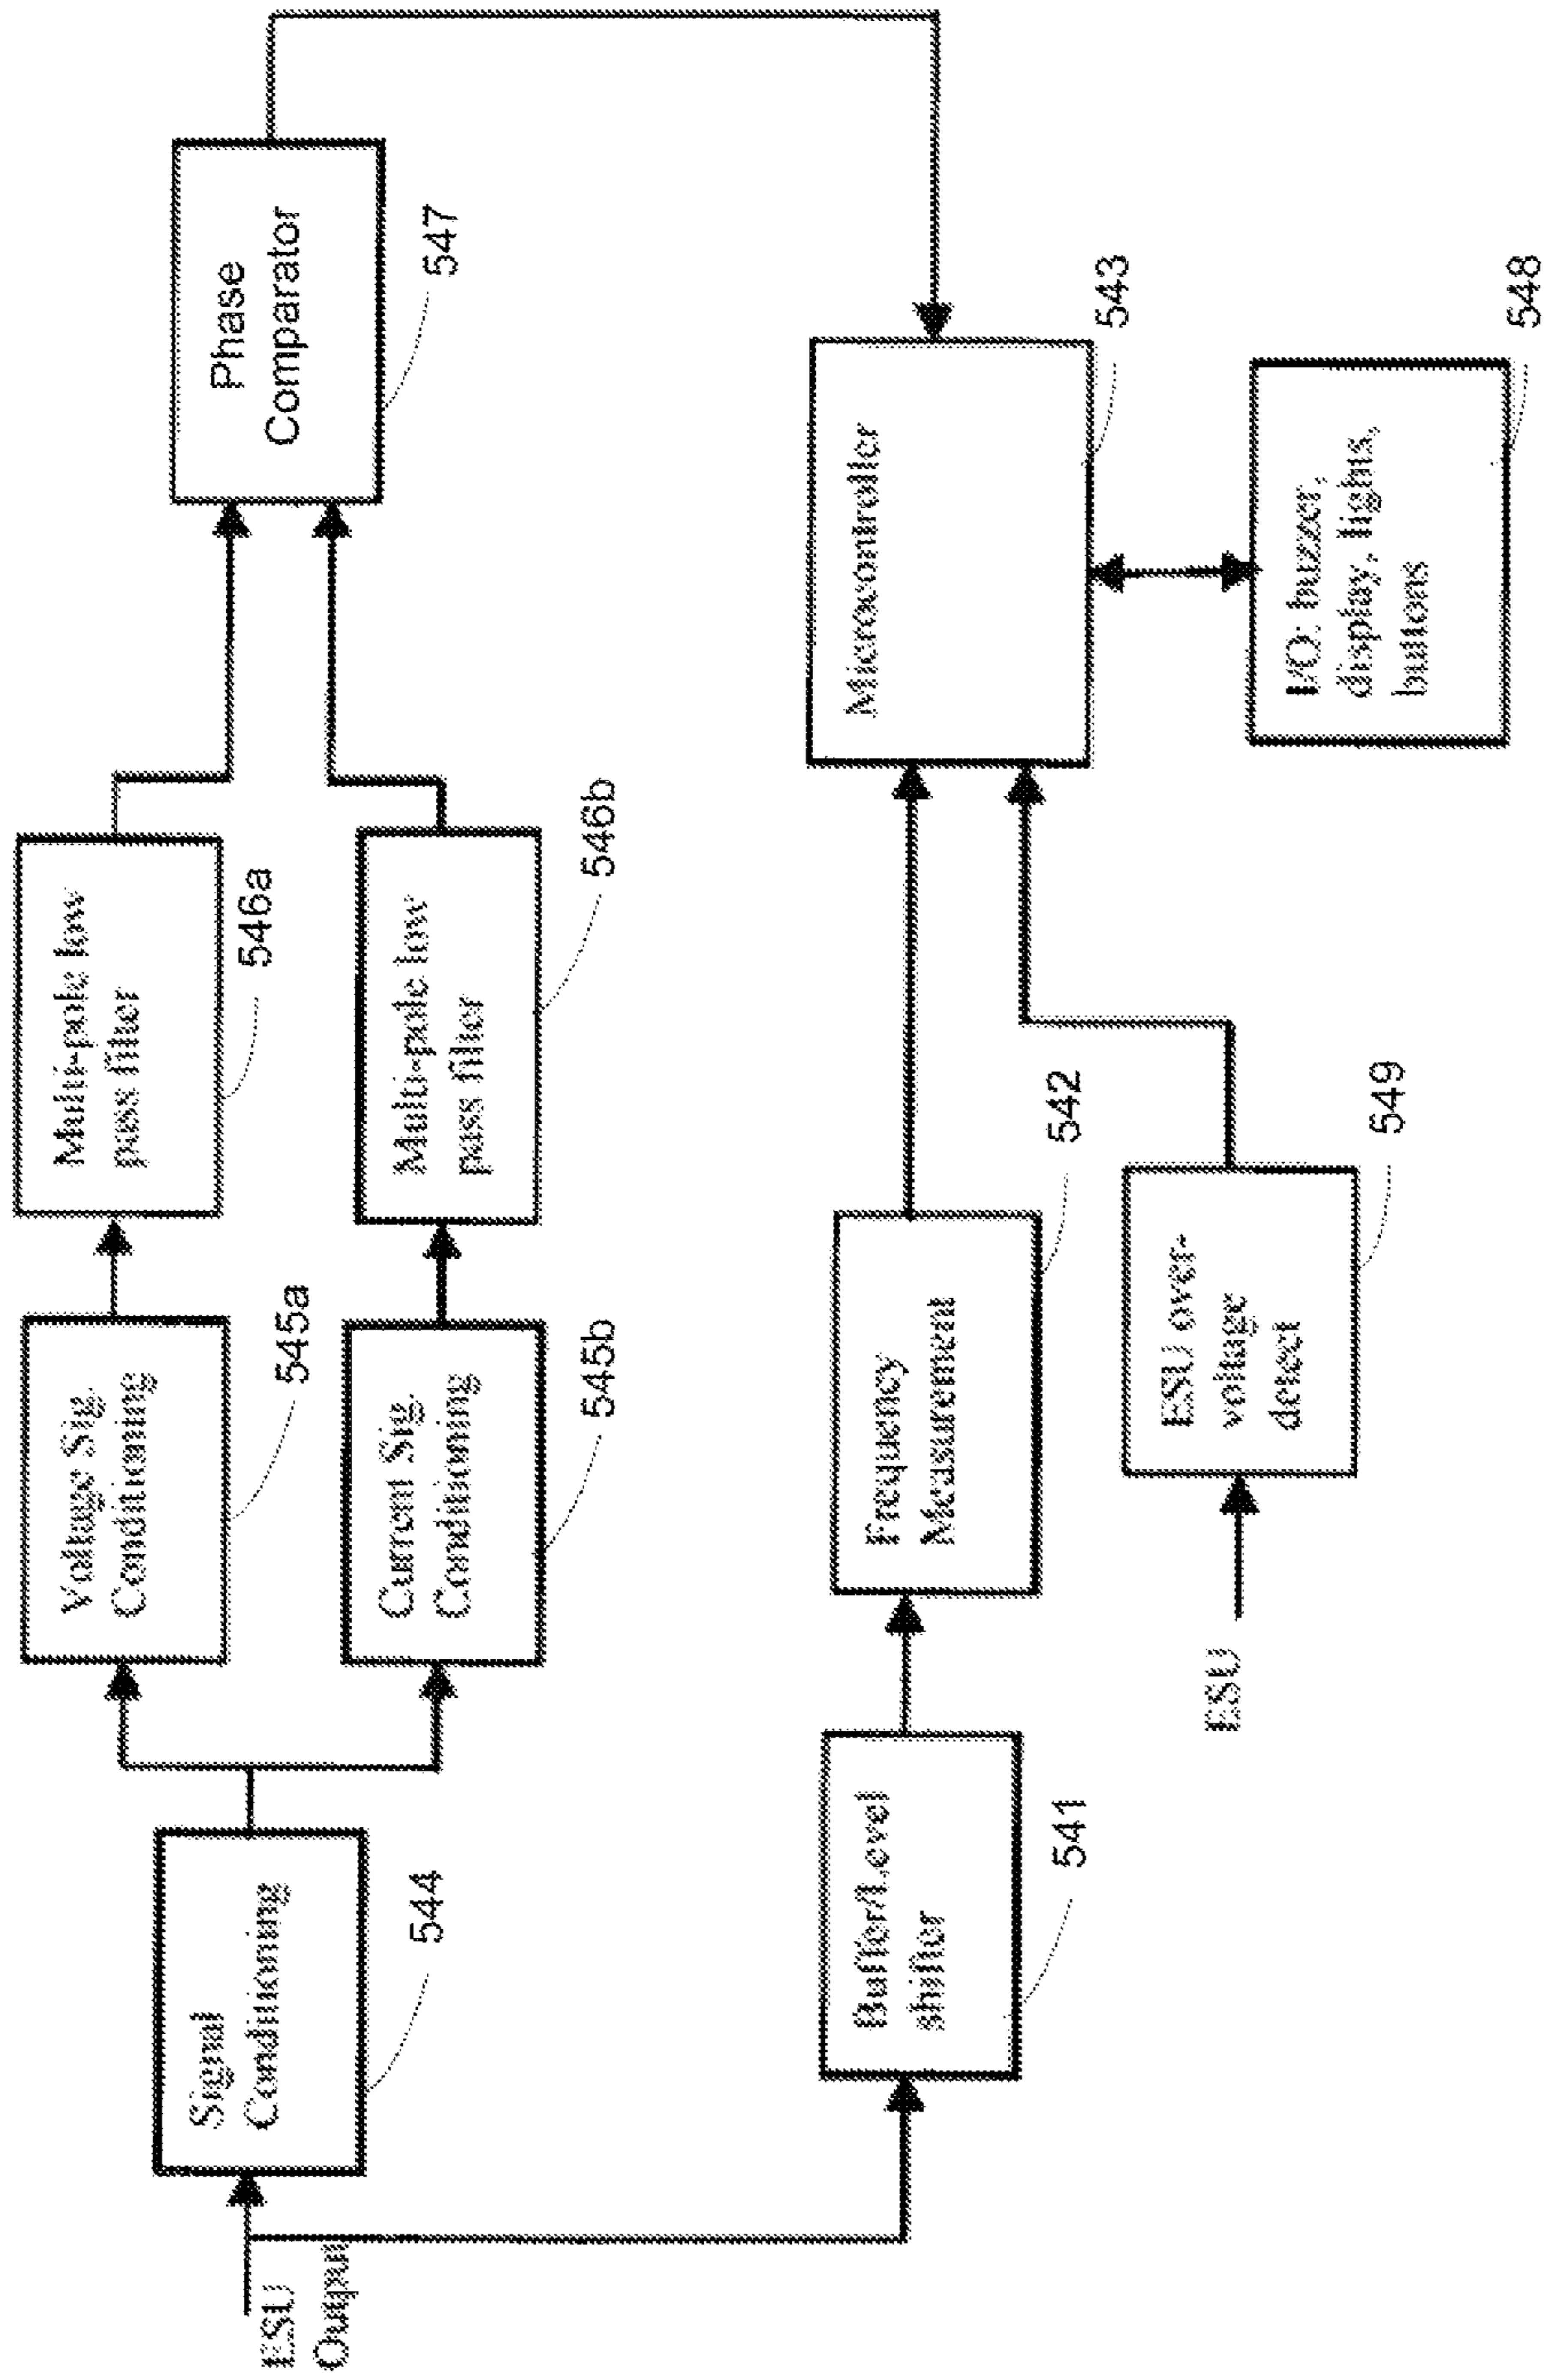 ESU
Output
Signal
Conditioning
544
Voltage Sig.
Conditioning
545a
Current Sig.
Conditioning
545b
Multi-pole low
pass filter
546a
Multi-pole low
pass filter
546b
Phase
Comparator
547
Buffer/Level
shifter
541
Frequency
Measurement
542
ESU
ESU over-
voltage
detect
549
Microcontroller
543
I/O: buzzer,
display, lights,
buttons
548